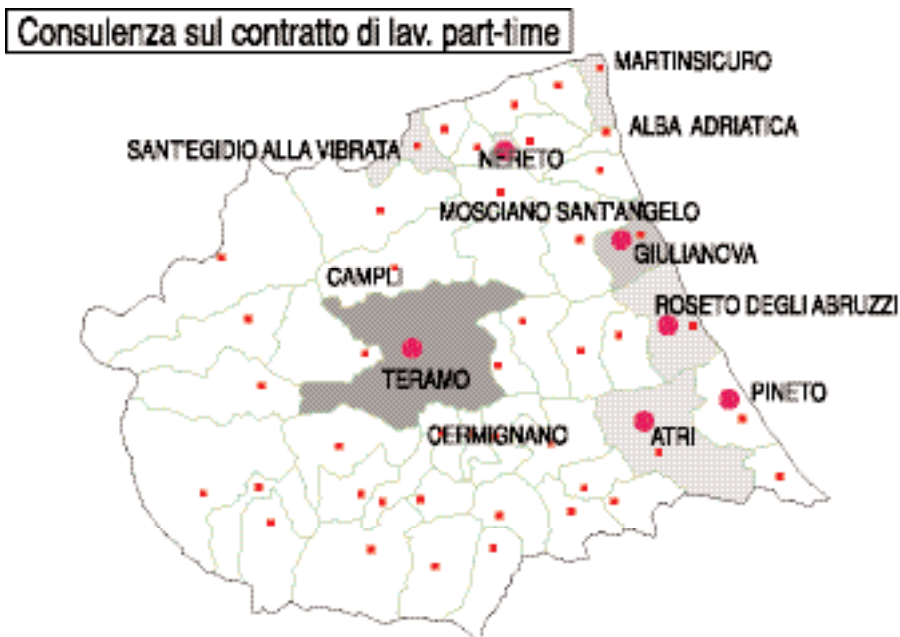 Consulenza sul contratto di lav. part-time
MARTINSICURO
ALBA ADRIATICA
SANT'EGIDIO ALLA VIBRATA
NERETO
MOSCIANO SANT'ANGELO
GIULIANOVA
CAMPLI
ROSETO DEGLI ABRUZZI
TERAMO
PINETO
CERMIGNANO
ATRI